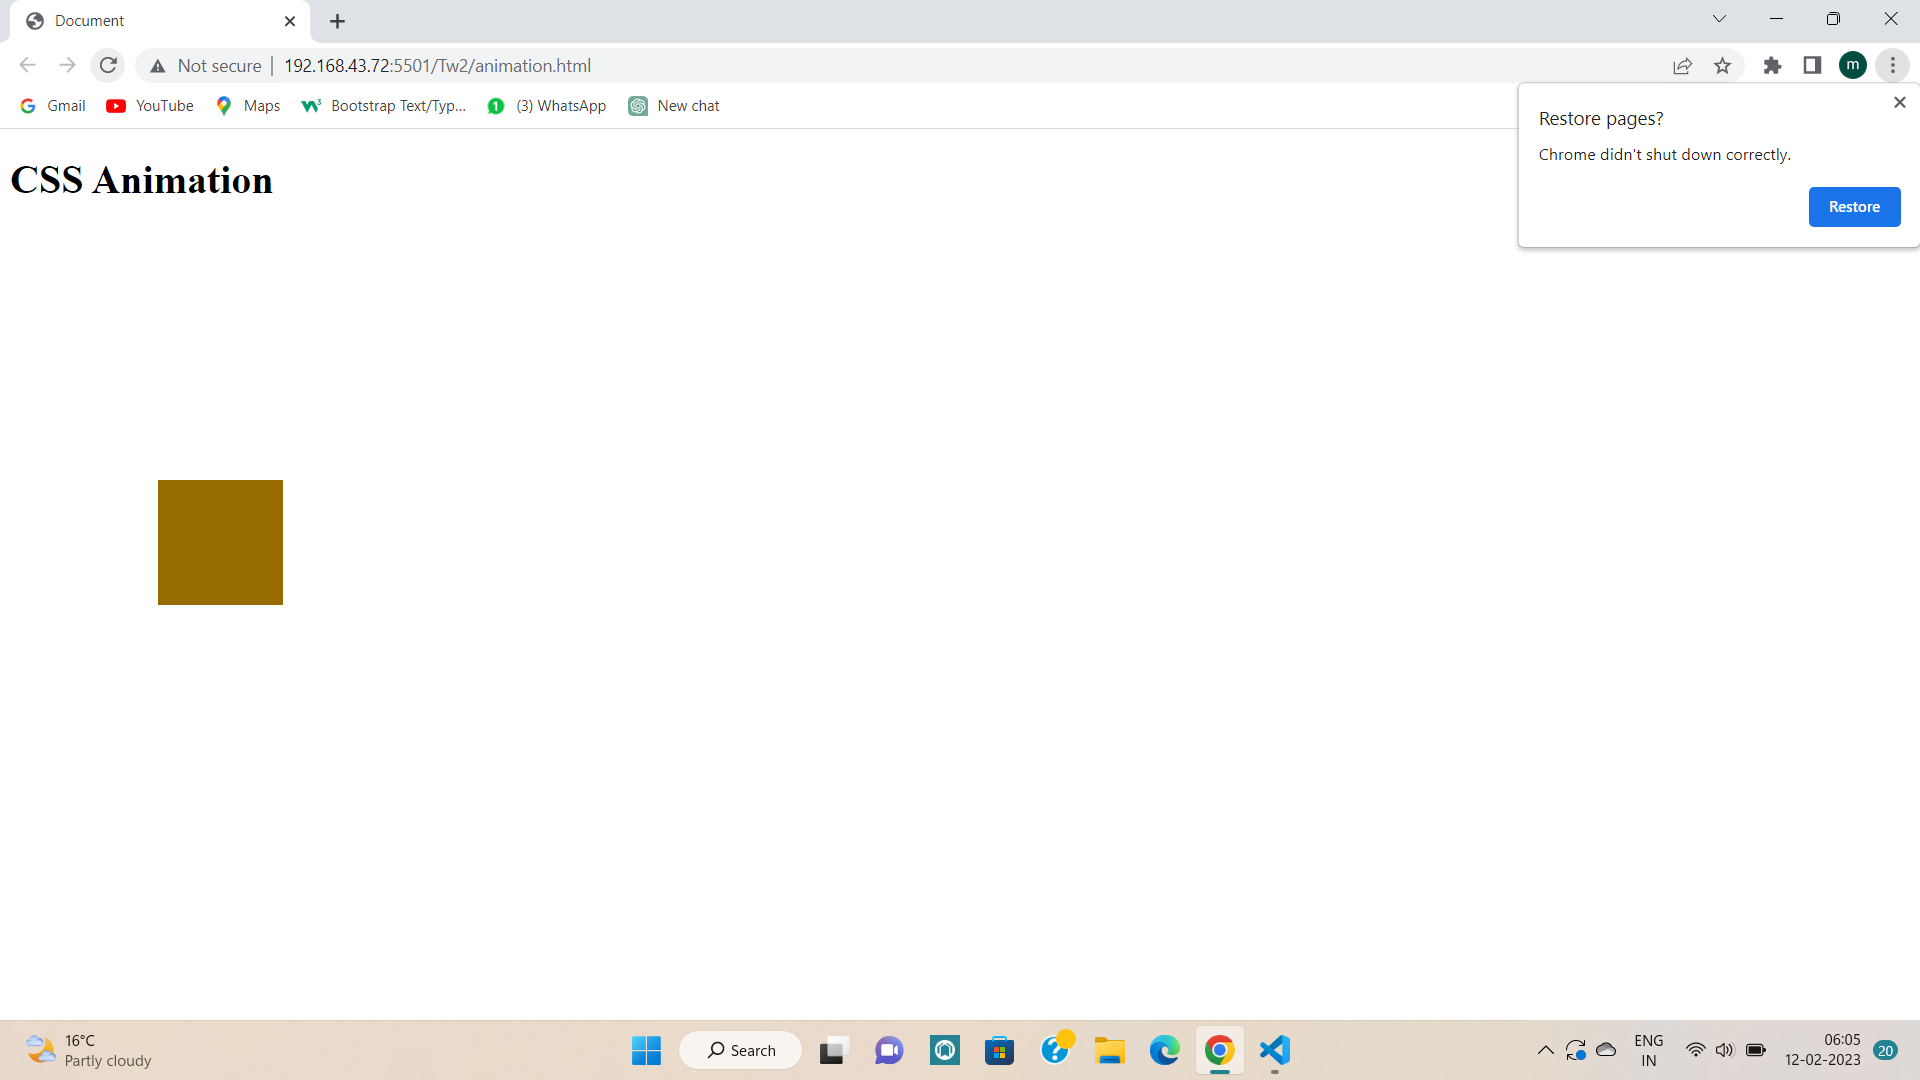 Document
Not secure
192.168.43.72:5501/Tw2/animation.html
m
Gmail
YouTube
Maps
Bootstrap Text/Typ...
(3) WhatsApp
New chat
Restore pages?
Chrome didn't shut down correctly.
Restore
CSS Animation
16°C
Partly cloudy
Search
ENG
IN
06:05
12-02-2023
20